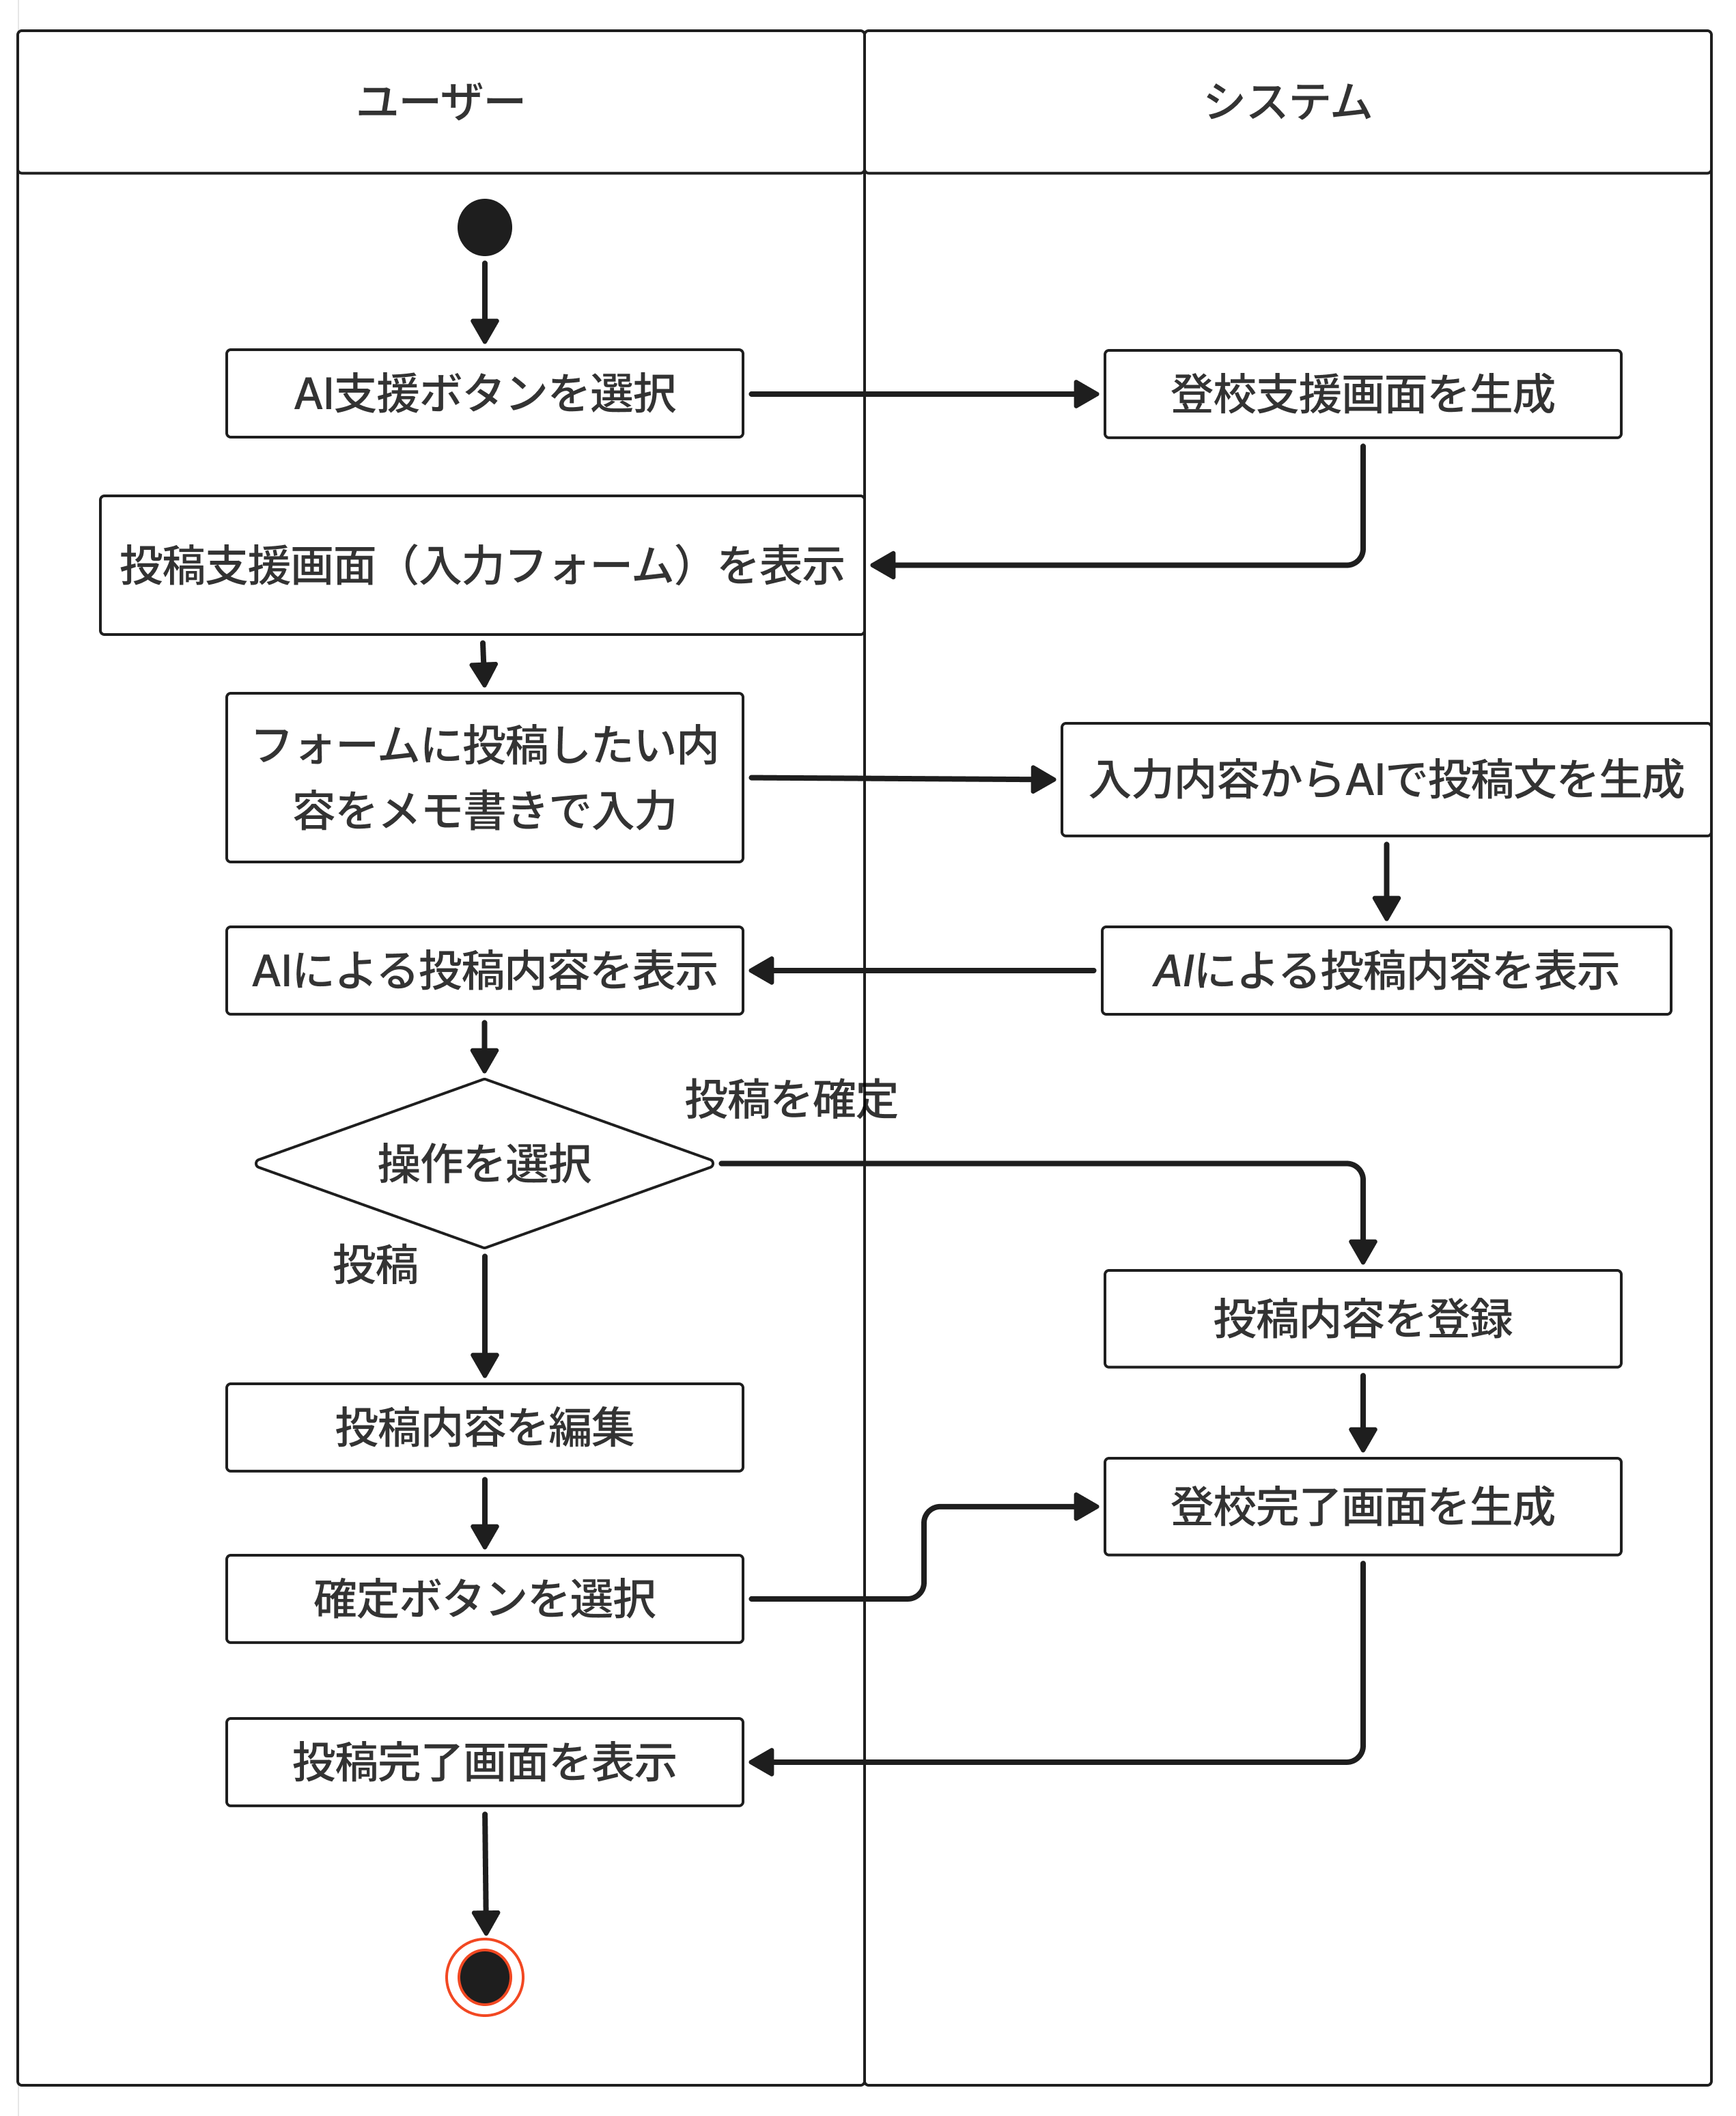 ユーザー
システム
AI支援ボタンを選択
登校支援画面を生成
投稿支援画面（入力フォーム）を表示
フォームに投稿したい内
容をメモ書きで入力
入力内容からAIで投稿文を生成
AIによる投稿内容を表示
AIによる投稿内容を表示
投稿を確定
操作を選択
投稿
投稿内容を登録
投稿内容を編集
登校完了画面を生成
確定ボタンを選択
投稿完了画面を表示